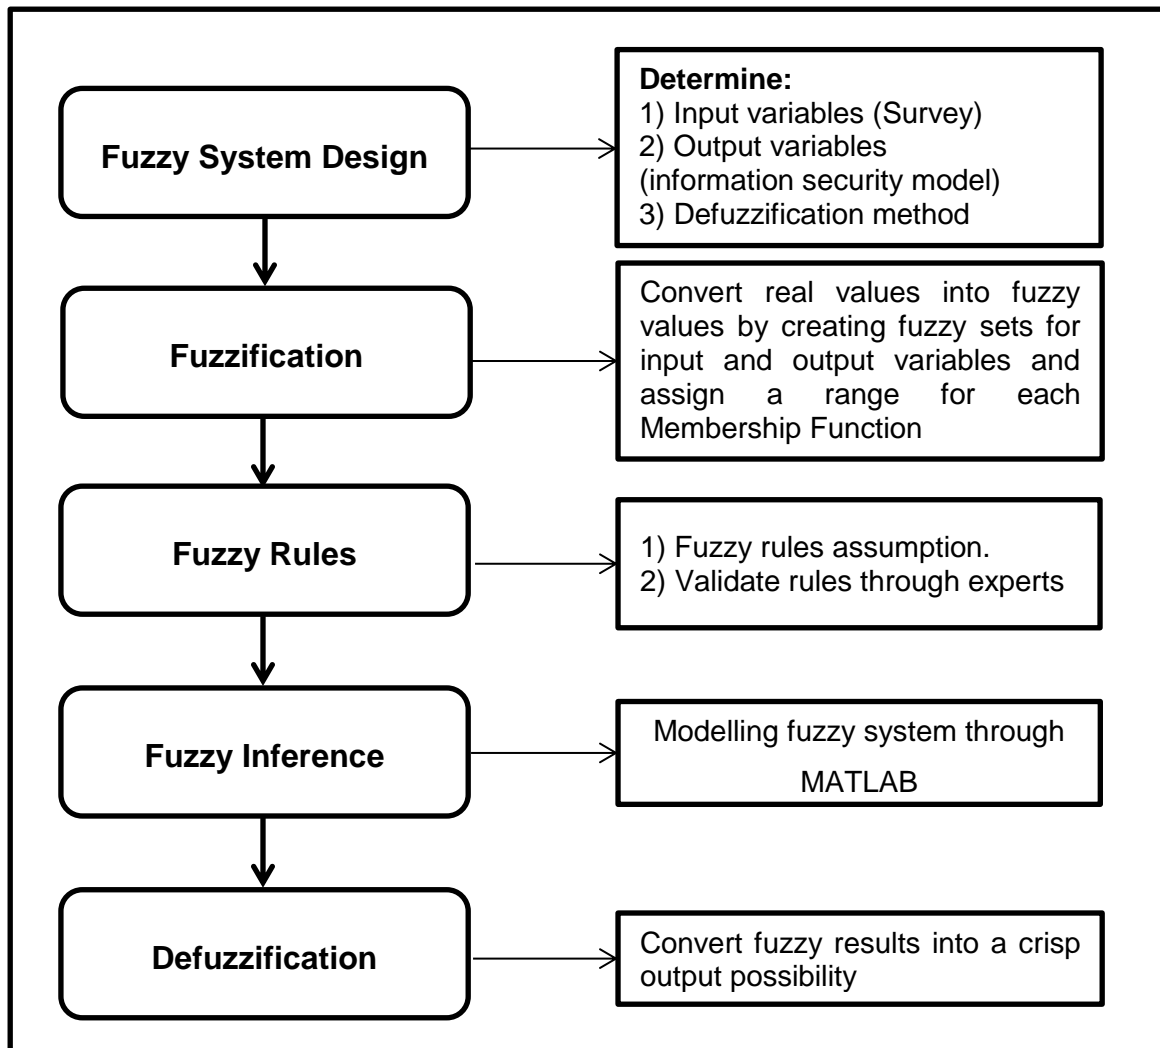 Fuzzy System Design
Determine:
1) Input variables (Survey)
2) Output variables
(information security model)
3) Defuzzification method
Fuzzification
Convert real values into fuzzy
values by creating fuzzy sets for
input and output variables and
assign a range for each
Membership Function
Fuzzy Rules
1) Fuzzy rules assumption.
2) Validate rules through experts
Fuzzy Inference
Modelling fuzzy system through
MATLAB
Defuzzification
Convert fuzzy results into a crisp
output possibility